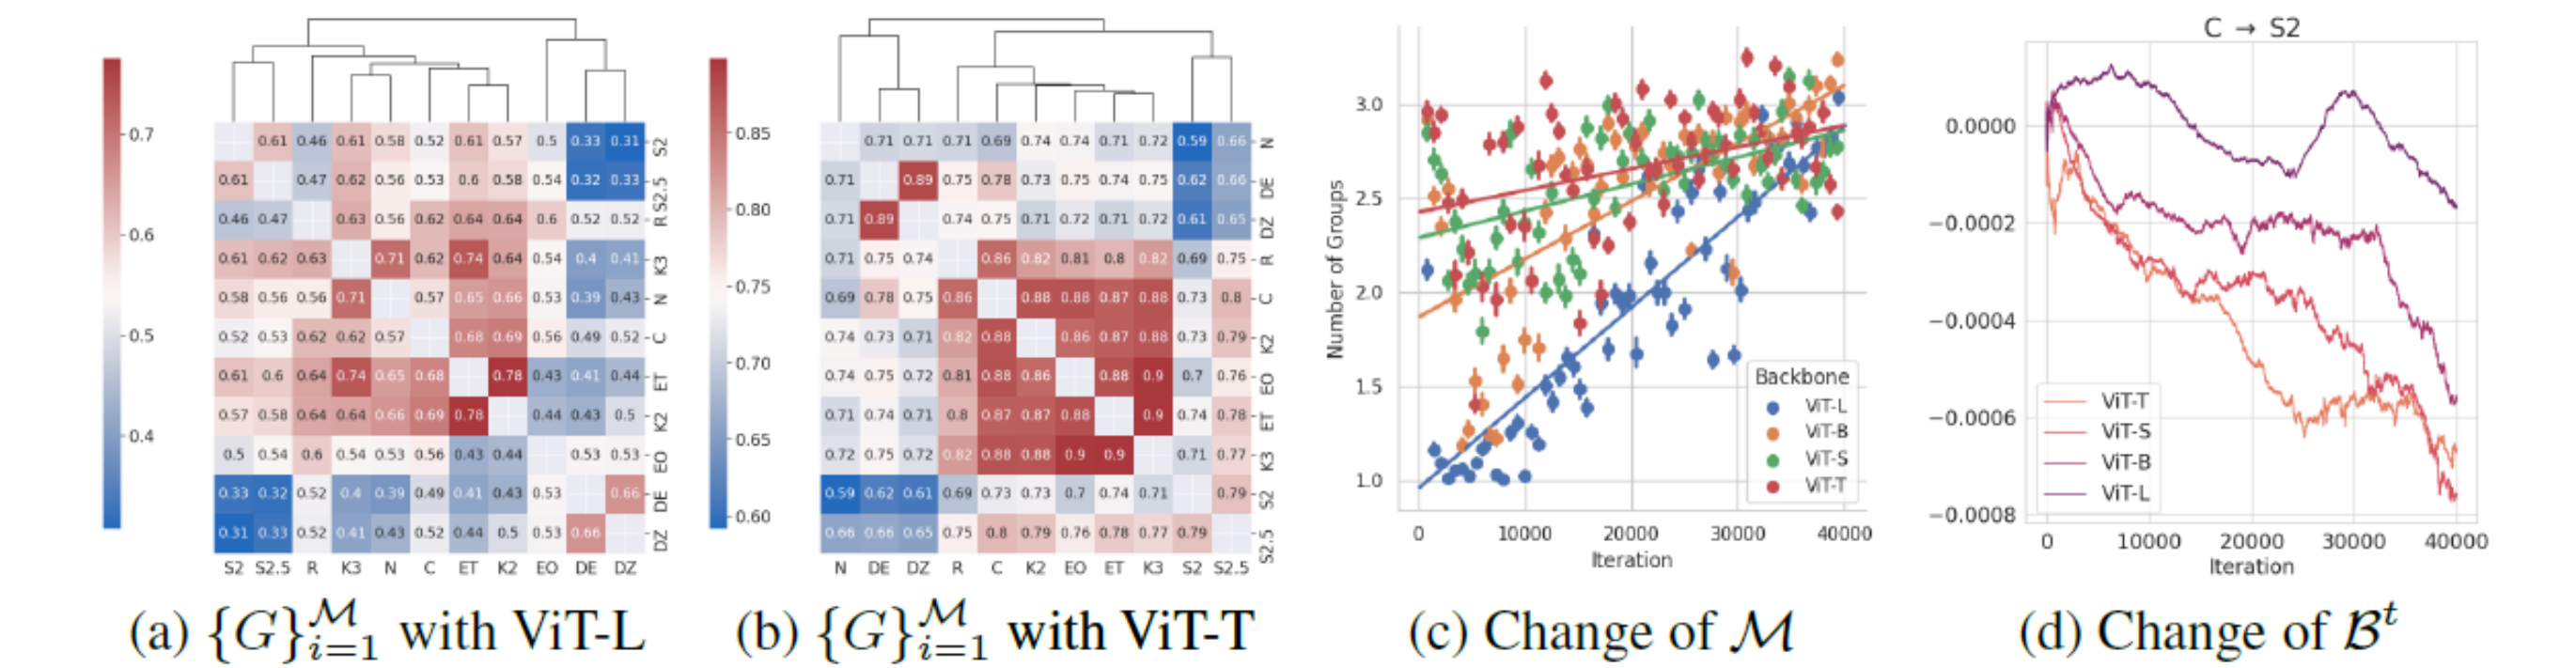 0.7
0.6
0.5
0.4
0.61 0.46 0.61 0.58 0.52 0.61 0.57 0.5 0.33 0.31 S2
0.61 0.47 0.62 0.56 0.53 0.6 0.58 0.54 0.32 0.33 S2.5
0.46 0.47 0.63 0.56 0.62 0.64 0.64 0.6 0.52 0.52 R
0.61 0.62 0.63 0.71 0.62 0.74 0.64 0.54 0.4 0.41 K3
0.58 0.56 0.56 0.71 0.57 0.65 0.66 0.53 0.39 0.43 N
0.52 0.53 0.62 0.62 0.57 0.68 0.69 0.56 0.49 0.52 C
0.61 0.6 0.64 0.74 0.65 0.68 0.78 0.43 0.41 0.44 ET
0.57 0.58 0.64 0.64 0.66 0.69 0.78 0.44 0.43 0.5 K2
0.5 0.54 0.6 0.54 0.53 0.56 0.43 0.44 0.53 0.53 EO
0.33 0.32 0.52 0.4 0.39 0.49 0.41 0.43 0.53 0.66 DE
0.31 0.33 0.52 0.41 0.43 0.52 0.44 0.5 0.53 0.66 DZ
S2 S2.5 R K3 N C ET K2 EO DE DZ
(a) {G}_{i=1}^ℳ with ViT-L
0.85
0.80
0.75
0.70
0.65
0.60
0.71 0.71 0.71 0.69 0.74 0.74 0.71 0.72 0.59 0.66 N
0.71 0.89 0.75 0.78 0.73 0.75 0.74 0.75 0.62 0.66 DE
0.71 0.89 0.74 0.75 0.71 0.72 0.71 0.72 0.61 0.65 DZ
0.71 0.75 0.74 0.86 0.82 0.81 0.8 0.82 0.69 0.75 R
0.69 0.78 0.75 0.86 0.88 0.88 0.87 0.88 0.73 0.8 C
0.74 0.73 0.71 0.82 0.88 0.86 0.87 0.88 0.73 0.79 K2
0.74 0.75 0.72 0.81 0.88 0.86 0.88 0.9 0.7 0.76 EO
0.71 0.74 0.71 0.8 0.87 0.87 0.88 0.9 0.74 0.78 ET
0.72 0.75 0.72 0.82 0.88 0.88 0.9 0.9 0.71 0.77 K3
0.59 0.62 0.61 0.69 0.73 0.73 0.7 0.74 0.71 0.79 S2
0.66 0.66 0.65 0.75 0.8 0.79 0.76 0.78 0.77 0.79 S2.5
N DE DZ R C K2 EO ET K3 S2 S2.5
(b) {G}_{i=1}^ℳ with ViT-T
Number of Groups
3.0
2.5
2.0
1.5
1.0
Backbone
ViT-L
ViT-B
ViT-S
ViT-T
0 10000 20000 30000 40000
Iteration
(c) Change of ℳ
C → S2
0.0000
−0.0002
−0.0004
−0.0006
−0.0008
ViT-T
ViT-S
ViT-B
ViT-L
0 10000 20000 30000 40000
Iteration
(d) Change of ℬ^t